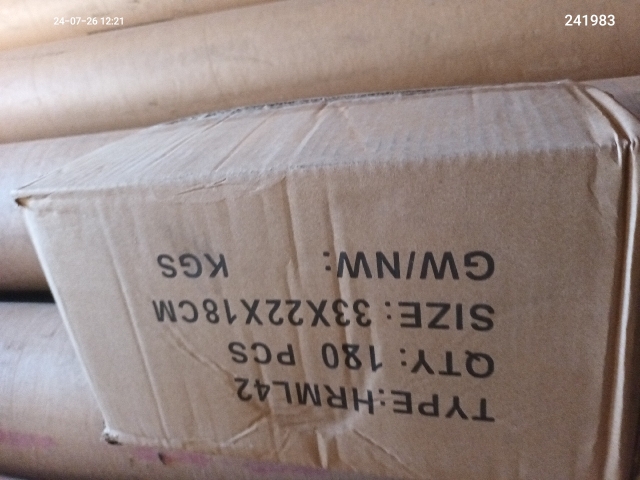 24-07-26 12:21
241983
TYPE:HRML42
QTY: 180 PCS
SIZE: 33X22X18CM
GW/NW: KGS